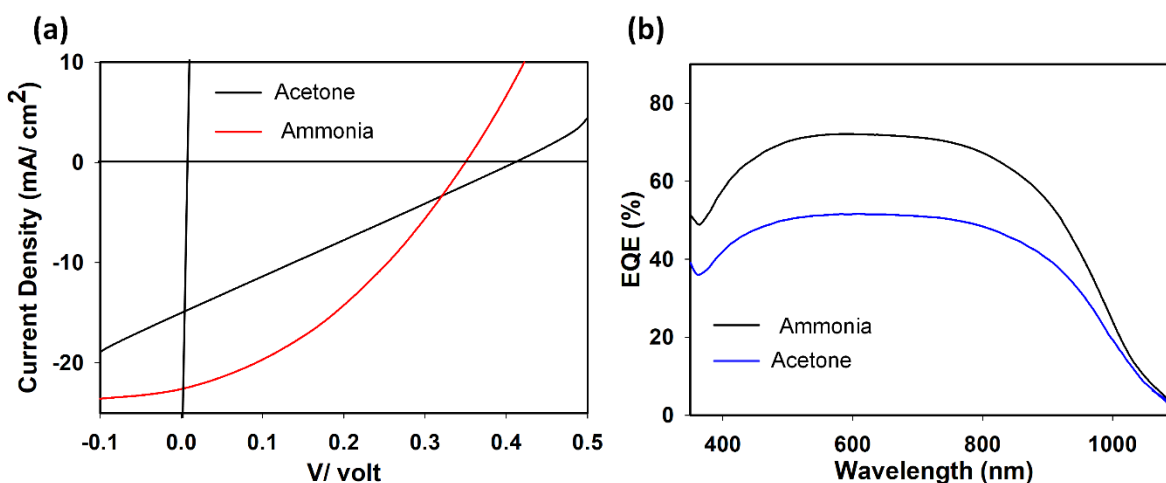 (a)
Current Density (mA/ cm2)
10
0
-10
-20
Acetone
Ammonia
-0.1 0.0 0.1 0.2 0.3 0.4 0.5
V/ volt
(b)
EQE (%)
80
60
40
20
0
Ammonia
Acetone
400 600 800 1000
Wavelength (nm)